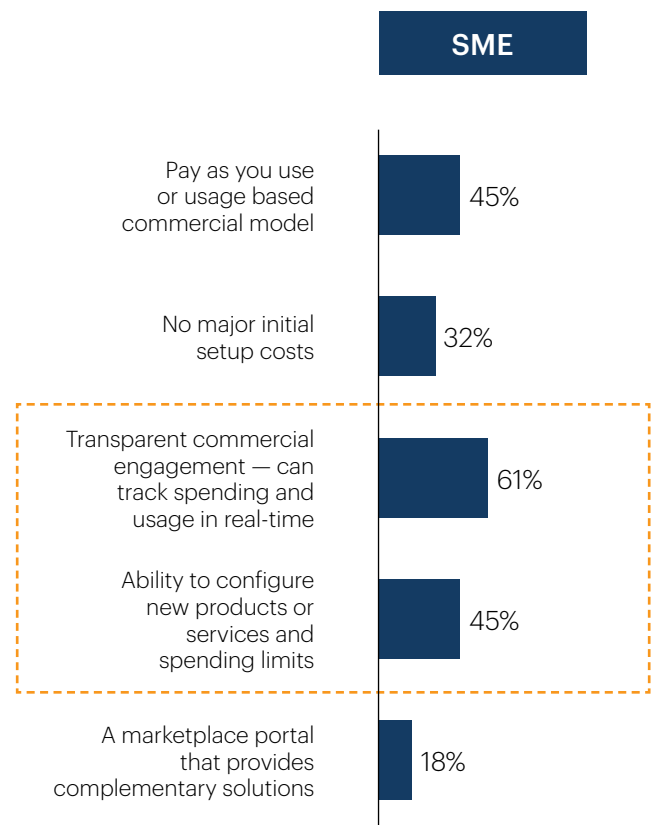 SME
Pay as you use
or usage based
commercial model
45%
No major initial
setup costs
32%
Transparent commercial
engagement — can
track spending and
usage in real-time
61%
Ability to configure
new products or
services and
spending limits
45%
A marketplace portal
that provides
complementary solutions
18%